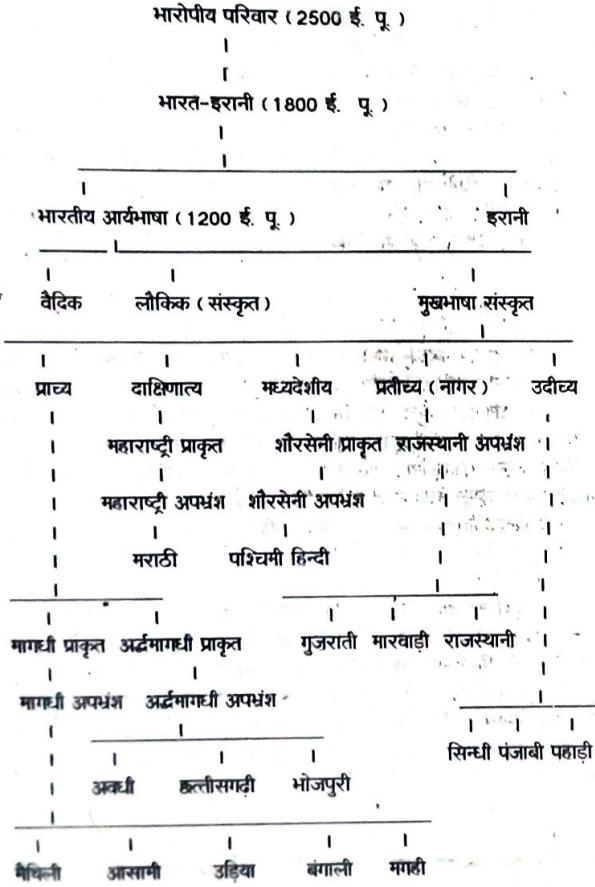 भारोपीय परिवार (2500 ई. पू.)
भारत-इरानी (1800 ई. पू.)
भारतीय आर्यभाषा (1200 ई. पू.) इरानी
वैदिक लौकिक (संस्कृत) मुखभाषा संस्कृत
प्राच्य दाक्षिणात्य मध्यदेशीय प्रतीच्य (नागर) उदीच्य
महाराष्ट्री प्राकृत शौरसेनी प्राकृत राजस्थानी अपभ्रंश
महाराष्ट्री अपभ्रंश शौरसेनी अपभ्रंश
मराठी पश्चिमी हिन्दी
मागधी प्राकृत अर्द्धमागधी प्राकृत गुजराती मारवाड़ी राजस्थानी
मागधी अपभ्रंश अर्द्धमागधी अपभ्रंश
सिन्धी पंजाबी पहाड़ी
अवधी छत्तीसगढ़ी भोजपुरी
मैथिली आसामी उड़िया बंगाली मगही